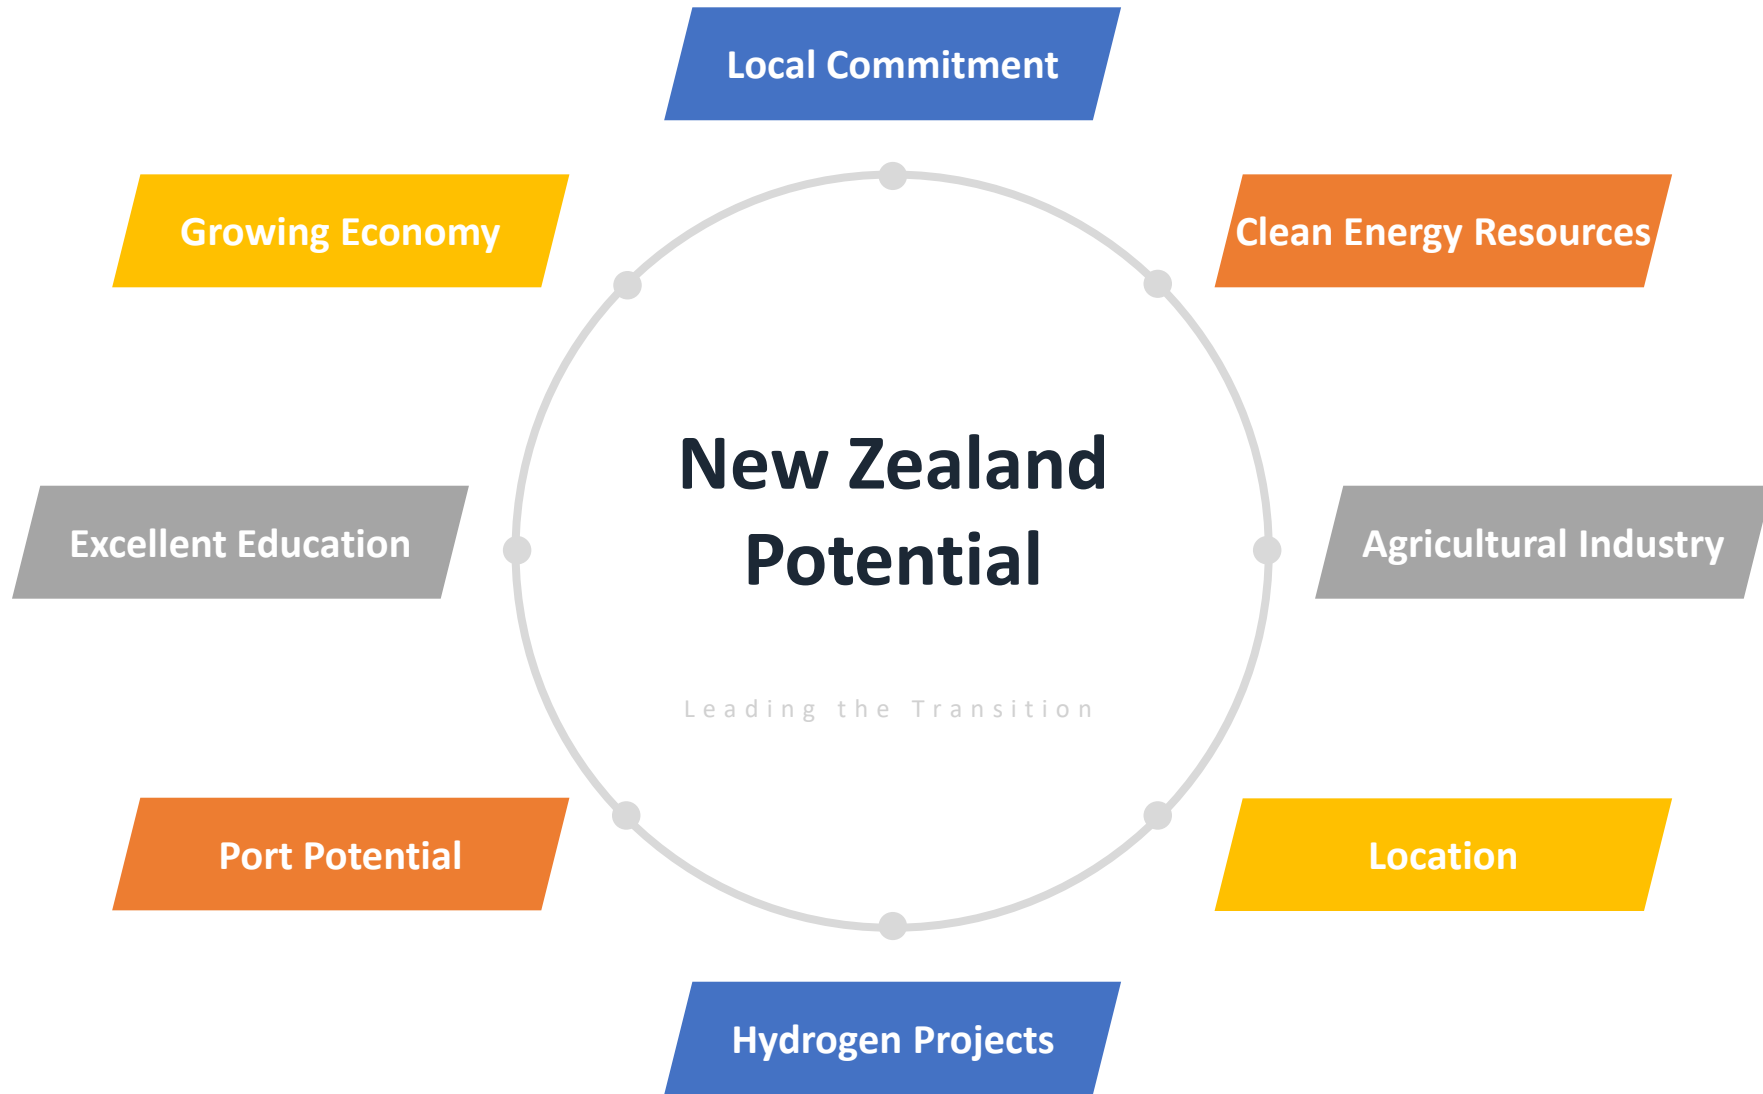 Local Commitment
Growing Economy
Clean Energy Resources
New Zealand
Potential
Excellent Education
Agricultural Industry
Leading the Transition
Port Potential
Location
Hydrogen Projects